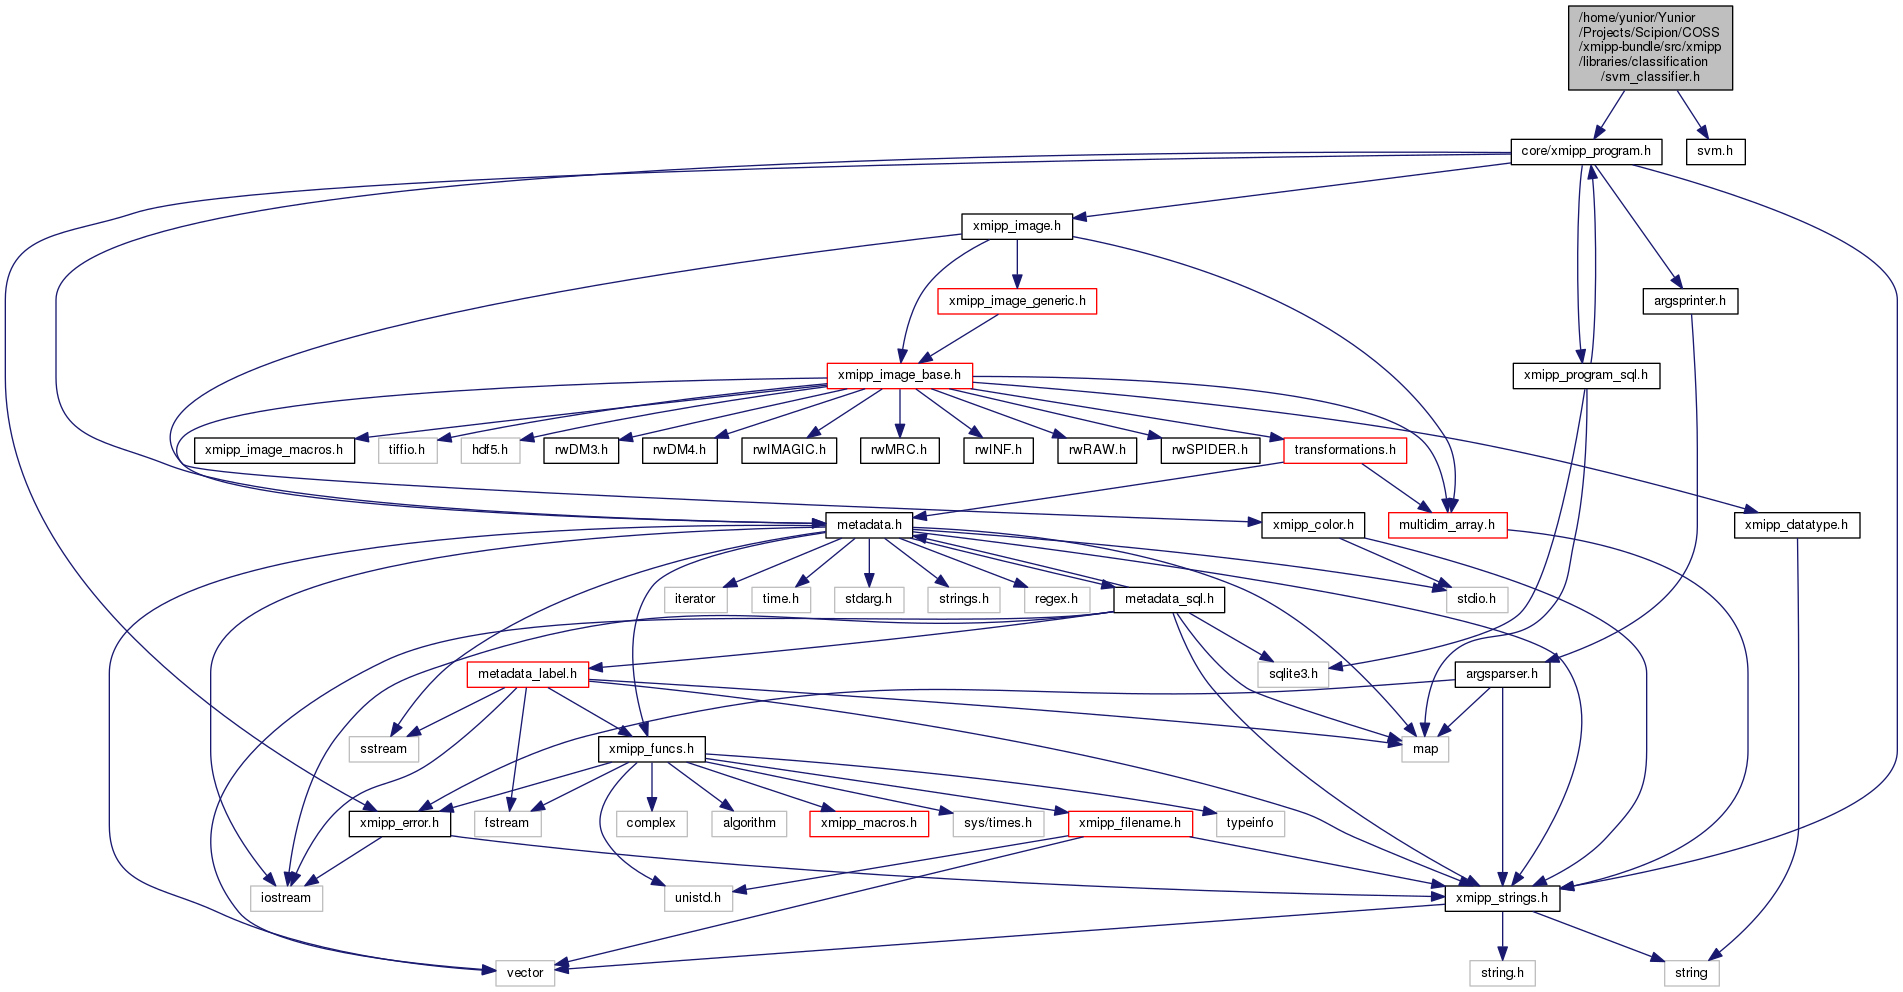 /home/yunior/Yunior
/Projects/Scipion/COSS
/xmipp-bundle/src/xmipp
/libraries/classification
/svm_classifier.h
core/xmipp_program.h
svm.h
xmipp_image.h
xmipp_image_generic.h
argsprinter.h
xmipp_image_base.h
xmipp_program_sql.h
xmipp_image_macros.h
tiffio.h
hdf5.h
rwDM3.h
rwDM4.h
rwIMAGIC.h
rwMRC.h
rwINF.h
rwRAW.h
rwSPIDER.h
transformations.h
metadata.h
xmipp_color.h
multidim_array.h
xmipp_datatype.h
iterator
time.h
stdarg.h
strings.h
regex.h
metadata_sql.h
stdio.h
metadata_label.h
sqlite3.h
argsparser.h
sstream
xmipp_funcs.h
map
xmipp_error.h
fstream
complex
algorithm
xmipp_macros.h
sys/times.h
xmipp_filename.h
typeinfo
iostream
unistd.h
xmipp_strings.h
vector
string.h
string